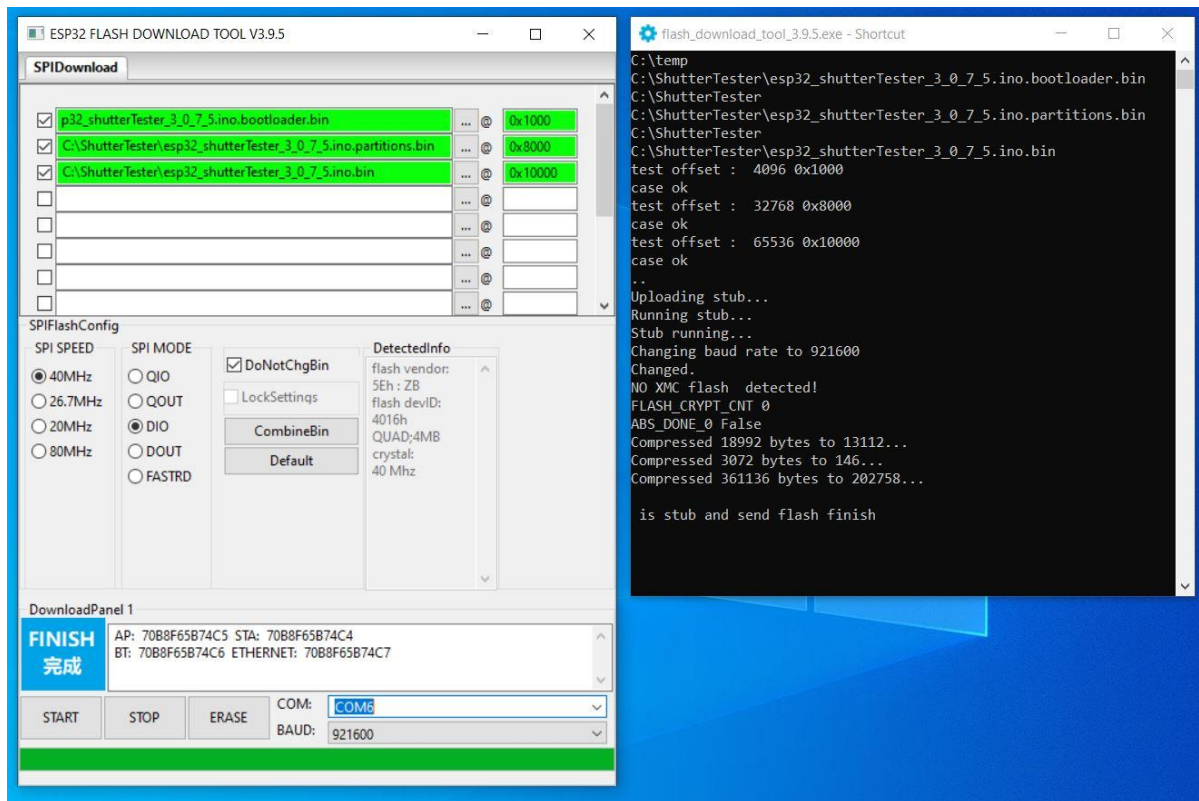 ESP32 FLASH DOWNLOAD TOOL V3.9.5
SPIDownload
p32_shutterTester_3_0_7_5.ino.bootloader.bin ... @ 0x1000
C:\ShutterTester\esp32_shutterTester_3_0_7_5.ino.partitions.bin ... @ 0x8000
C:\ShutterTester\esp32_shutterTester_3_0_7_5.ino.bin ... @ 0x10000
... @
... @
... @
... @
... @
SPIFlashConfig
SPI SPEED
40MHz
26.7MHz
20MHz
80MHz
SPI MODE
QIO
QOUT
DIO
DOUT
FASTRD
DoNotChgBin
LockSettings
CombineBin
Default
DetectedInfo
flash vendor:
5Eh : ZB
flash devID:
4016h
QUAD;4MB
crystal:
40 Mhz
DownloadPanel 1
FINISH
完成
AP: 70B8F65B74C5 STA: 70B8F65B74C4
BT: 70B8F65B74C6 ETHERNET: 70B8F65B74C7
START STOP ERASE
COM: COM6
BAUD: 921600
flash_download_tool_3.9.5.exe - Shortcut
C:\temp
C:\ShutterTester\esp32_shutterTester_3_0_7_5.ino.bootloader.bin
C:\ShutterTester
C:\ShutterTester\esp32_shutterTester_3_0_7_5.ino.partitions.bin
C:\ShutterTester
C:\ShutterTester\esp32_shutterTester_3_0_7_5.ino.bin
test offset :  4096 0x1000
case ok
test offset :  32768 0x8000
case ok
test offset :  65536 0x10000
case ok
..
Uploading stub...
Running stub...
Stub running...
Changing baud rate to 921600
Changed.
NO XMC flash  detected!
FLASH_CRYPT_CNT 0
ABS_DONE_0 False
Compressed 18992 bytes to 13112...
Compressed 3072 bytes to 146...
Compressed 361136 bytes to 202758...
is stub and send flash finish